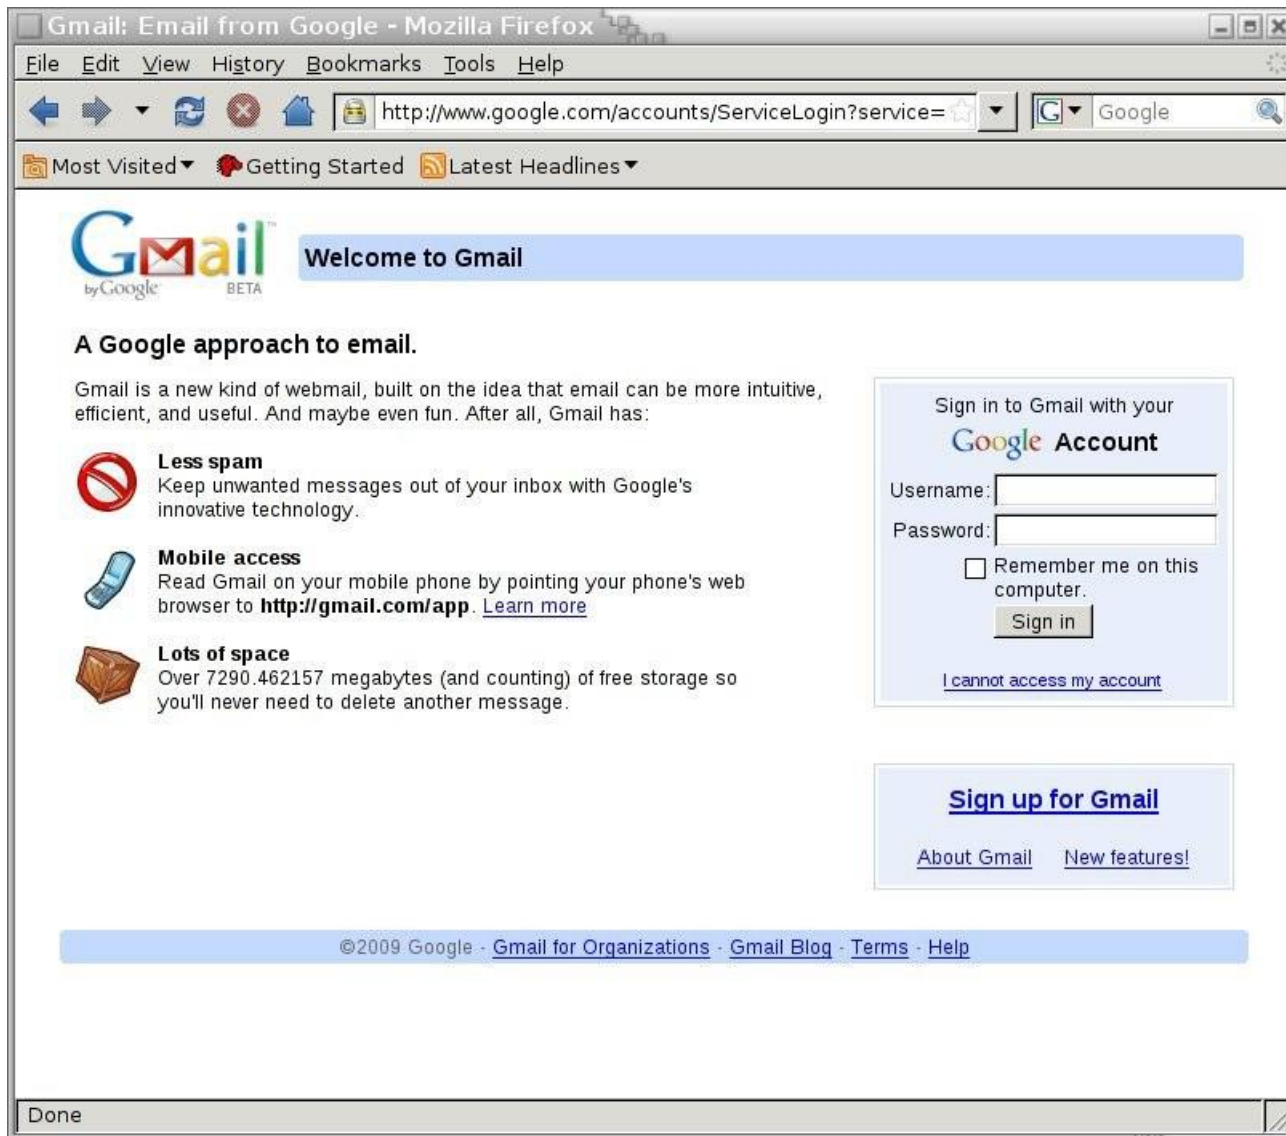 Gmail: Email from Google - Mozilla Firefox
File Edit View History Bookmarks Tools Help
http://www.google.com/accounts/ServiceLogin?service=
G Google
Most Visited Getting Started Latest Headlines
Gmail™
by Google BETA
Welcome to Gmail
A Google approach to email.
Gmail is a new kind of webmail, built on the idea that email can be more intuitive,
efficient, and useful. And maybe even fun. After all, Gmail has:
Less spam
Keep unwanted messages out of your inbox with Google's
innovative technology.
Mobile access
Read Gmail on your mobile phone by pointing your phone's web
browser to http://gmail.com/app. Learn more
Lots of space
Over 7290.462157 megabytes (and counting) of free storage so
you'll never need to delete another message.
Sign in to Gmail with your
Google Account
Username:
Password:
Remember me on this
computer.
Sign in
I cannot access my account
Sign up for Gmail
About Gmail New features!
©2009 Google - Gmail for Organizations - Gmail Blog - Terms - Help
Done